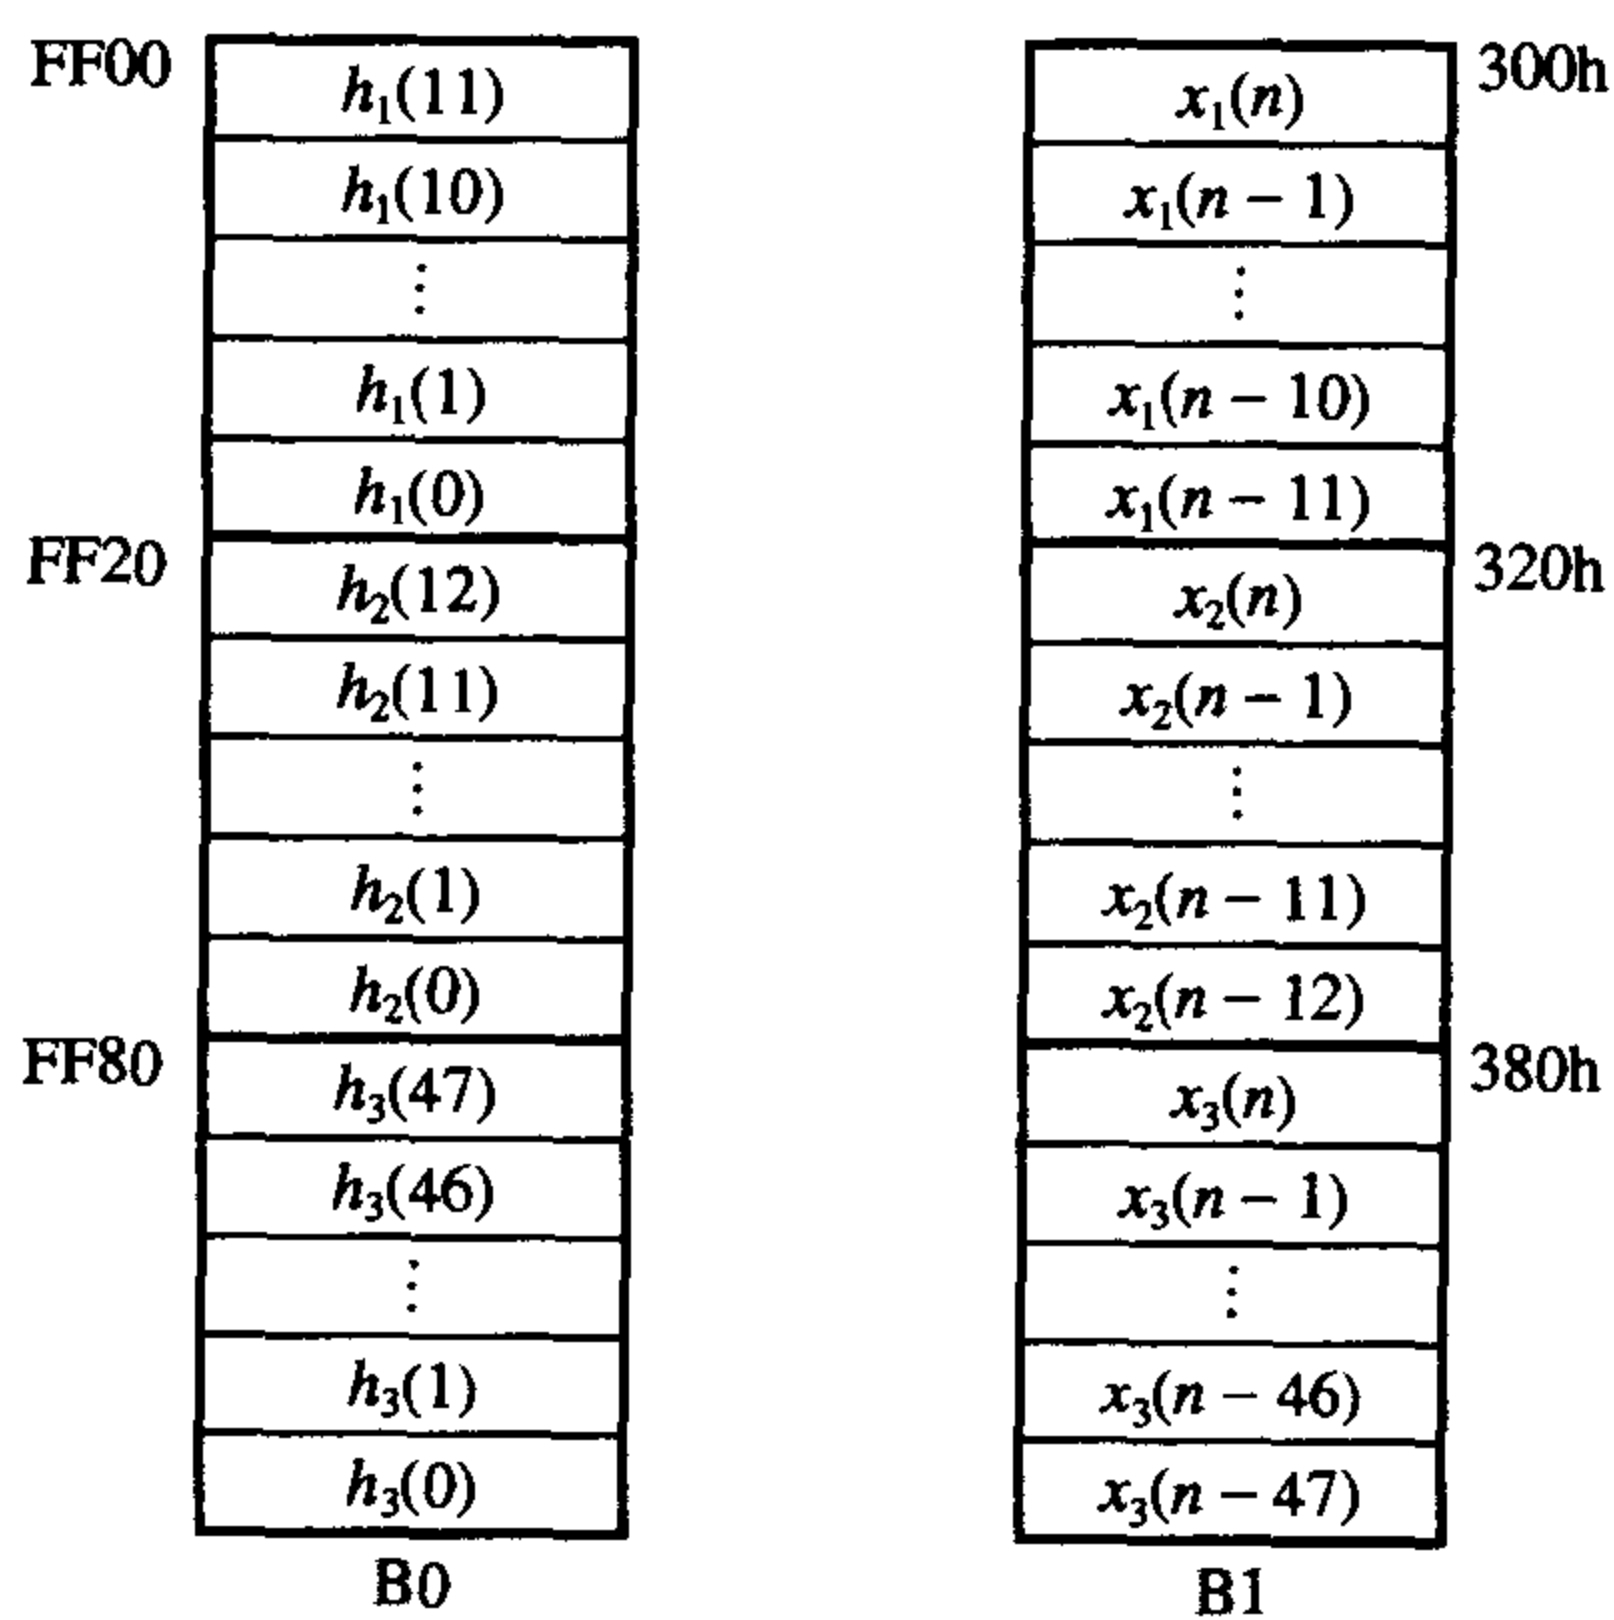 FF00 h₁(11) x₁(n) 300h
h₁(10) x₁(n − 1)
⋮ ⋮
h₁(1) x₁(n − 10)
h₁(0) x₁(n − 11)
FF20 h₂(12) x₂(n) 320h
h₂(11) x₂(n − 1)
⋮ ⋮
h₂(1) x₂(n − 11)
h₂(0) x₂(n − 12)
FF80 h₃(47) x₃(n) 380h
h₃(46) x₃(n − 1)
⋮ ⋮
h₃(1) x₃(n − 46)
h₃(0) x₃(n − 47)
B0 B1